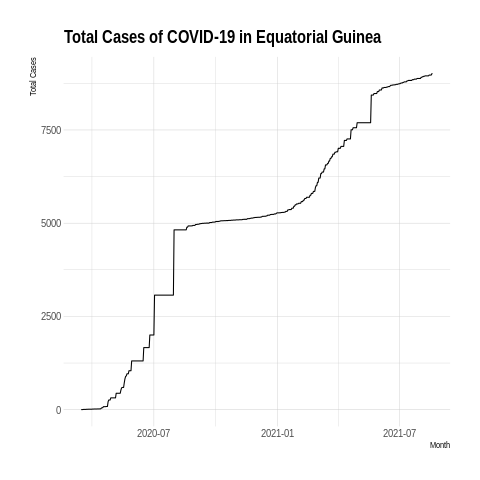 Total Cases of COVID-19 in Equatorial Guinea
Total Cases
7500
5000
2500
0
2020-07 2021-01 2021-07
Month